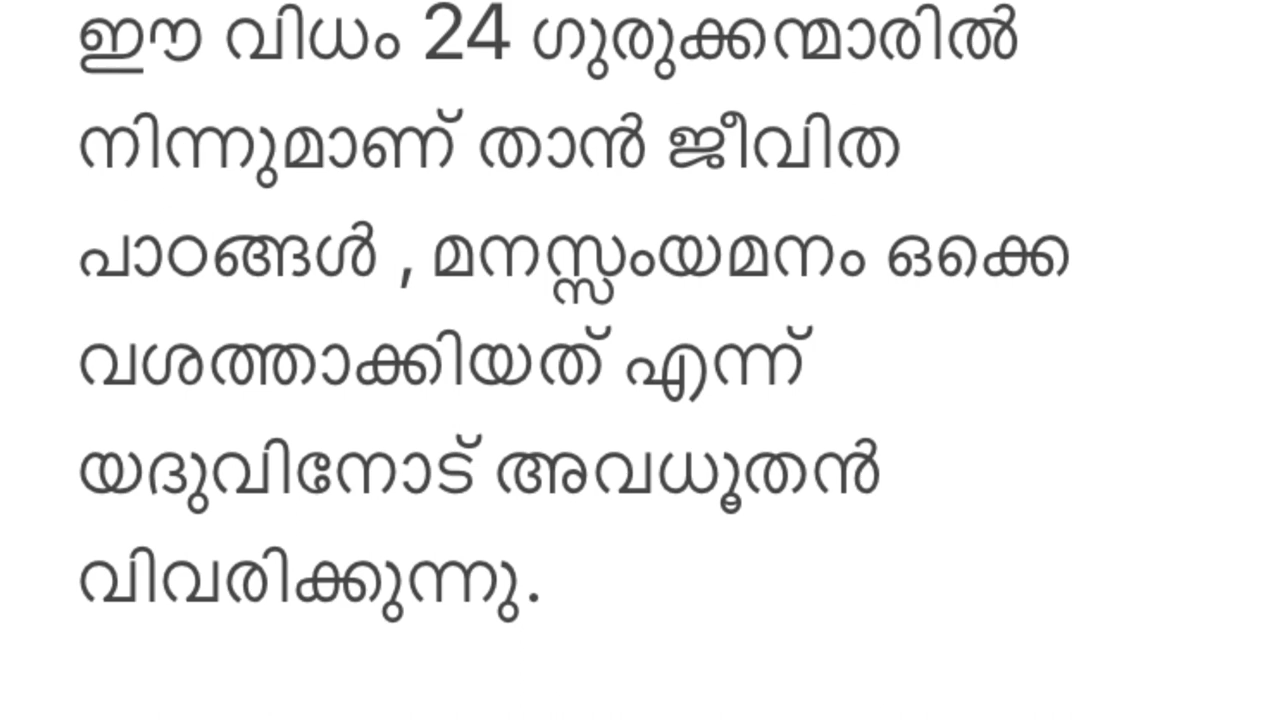 ഈ വിധം 24 ഗുരുക്കന്മാരിൽ
നിന്നുമാണ് താൻ ജീവിത
പാഠങ്ങൾ , മനസ്സംയമനം ഒക്കെ
വശത്താക്കിയത് എന്ന്
യദുവിനോട് അവധൂതൻ
വിവരിക്കുന്നു.